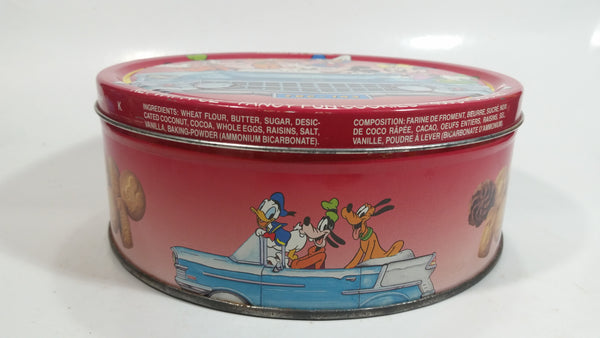 K
INGREDIENTS: WHEAT FLOUR, BUTTER, SUGAR, DESIC-
CATED COCONUT, COCOA, WHOLE EGGS, RAISINS, SALT,
VANILLA, BAKING-POWDER (AMMONIUM BICARBONATE).
COMPOSITION: FARINE DE FROMENT, BEURRE, SUCRE, NOIX
DE COCO RÂPÉE, CACAO, OEUFS ENTIERS, RAISINS, SEL,
VANILLE, POUDRE À LEVER (BICARBONATE D'AMMONIUM).